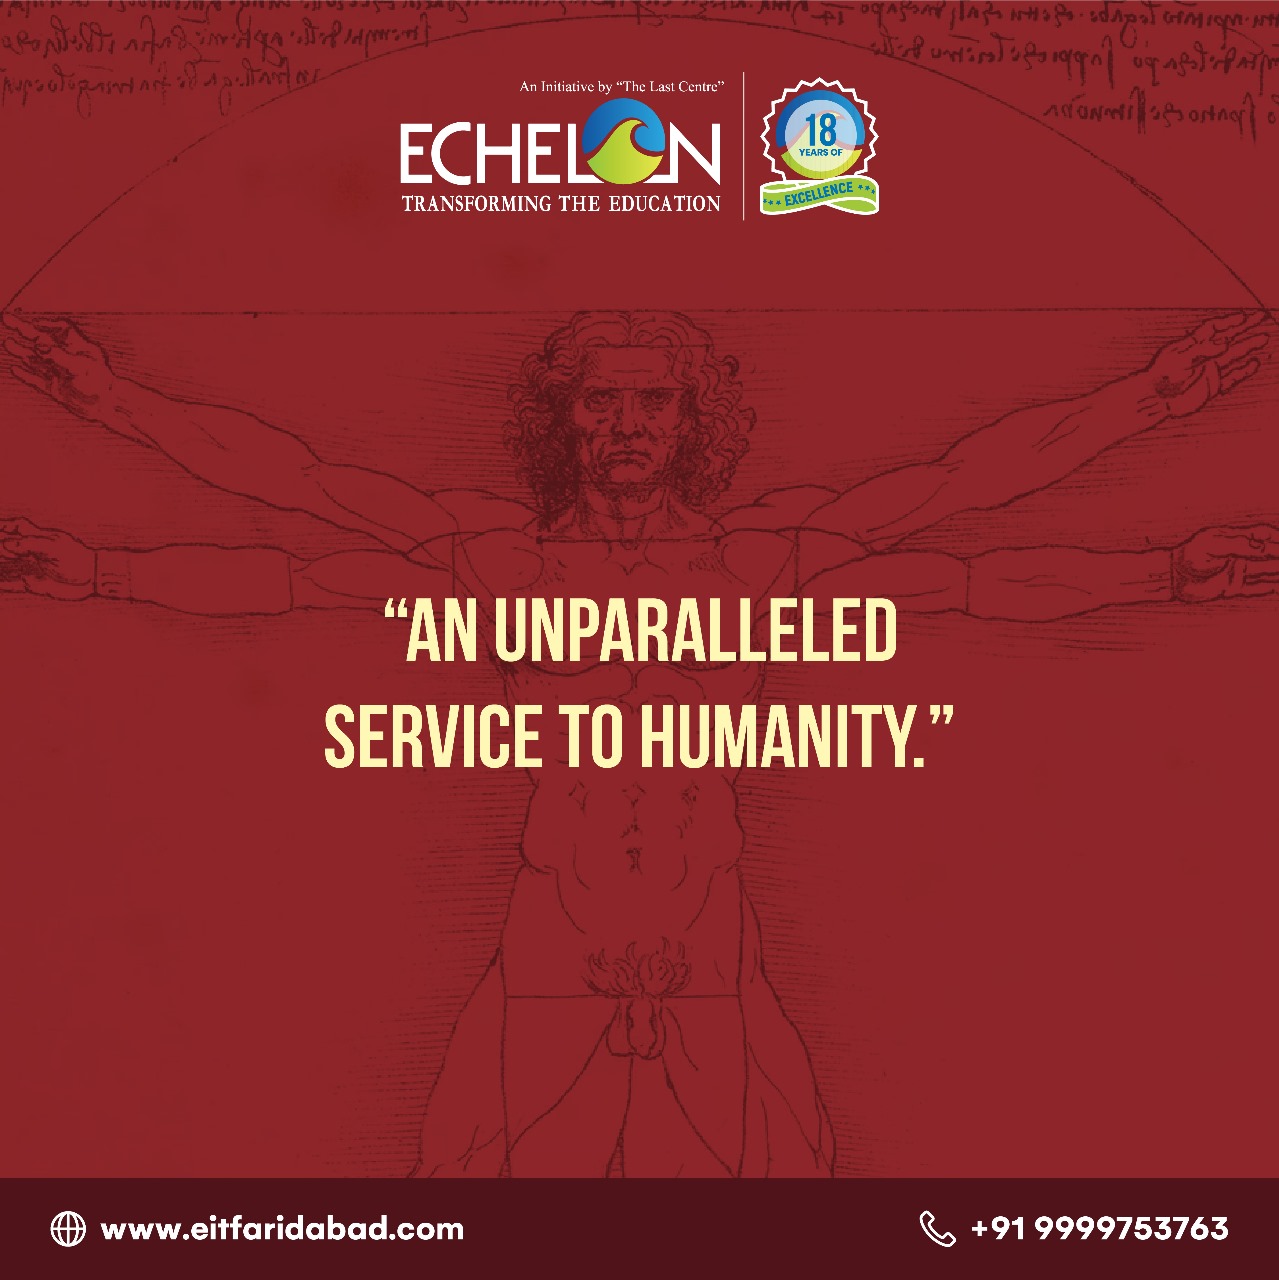 An Initiative by “The Last Centre”
ECHELON
TRANSFORMING THE EDUCATION
18
YEARS OF
EXCELLENCE
“AN UNPARALLELED
SERVICE TO HUMANITY.”
www.eitfaridabad.com
+91 9999753763